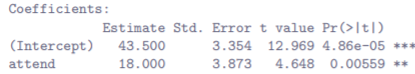 Coefficients:
Estimate Std. Error t value Pr(>|t|)
(Intercept) 43.500 3.354 12.969 4.86e-05 ***
attend 18.000 3.873 4.648 0.00559 **